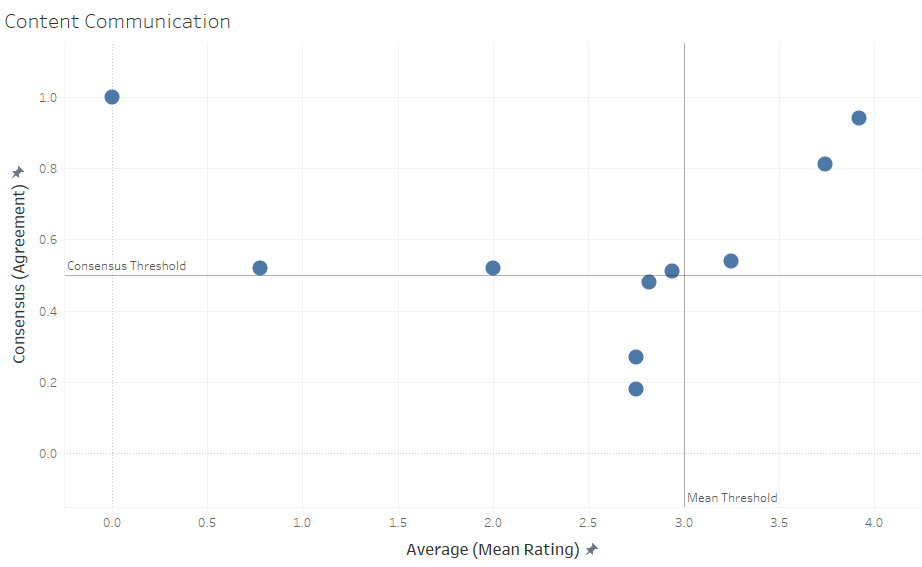 Content Communication
Consensus (Agreement)
1.0
0.8
0.6
0.4
0.2
0.0
Consensus Threshold
Mean Threshold
0.0 0.5 1.0 1.5 2.0 2.5 3.0 3.5 4.0
Average (Mean Rating)